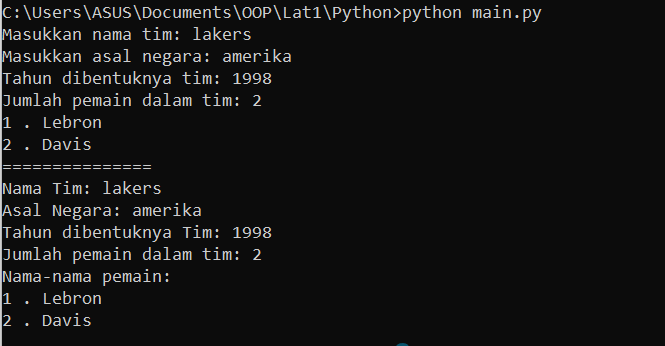 C:\Users\ASUS\Documents\OOP\Lat1\Python>python main.py
Masukkan nama tim: lakers
Masukkan asal negara: amerika
Tahun dibentuknya tim: 1998
Jumlah pemain dalam tim: 2
1 . Lebron
2 . Davis
===============
Nama Tim: lakers
Asal Negara: amerika
Tahun dibentuknya Tim: 1998
Jumlah pemain dalam tim: 2
Nama-nama pemain:
1 . Lebron
2 . Davis